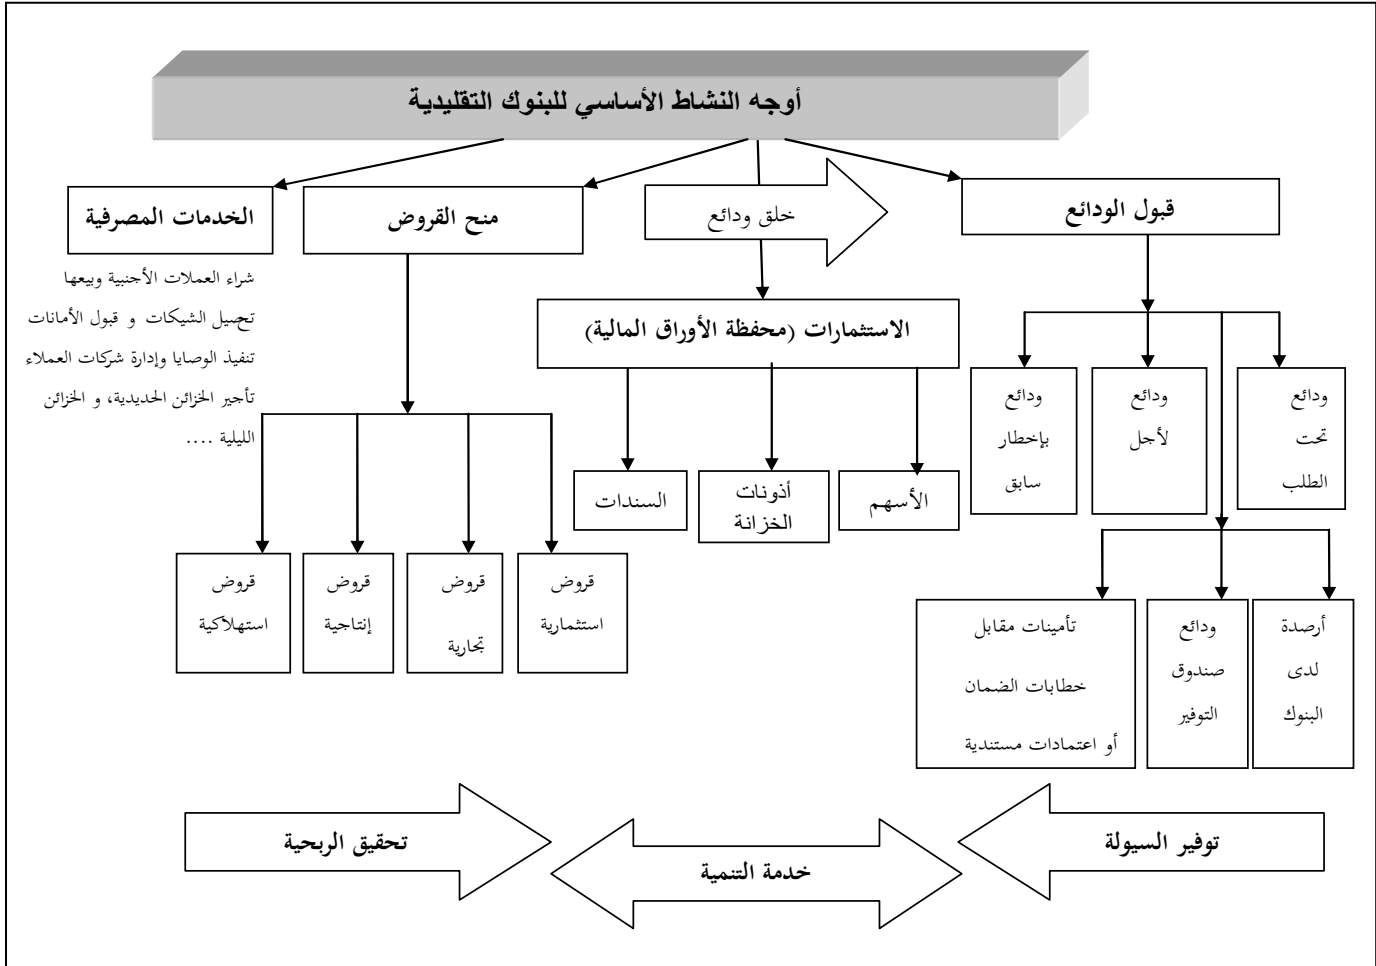 أوجه النشاط الأساسي للبنوك التقليدية
قبول الودائع
خلق ودائع
منح القروض
الخدمات المصرفية
شراء العملات الأجنبية وبيعها
تحصيل الشيكات و قبول الأمانات
تنفيذ الوصايا وإدارة شركات العملاء
تأجير الخزائن الحديدية، و الخزائن
الليلية ....
الاستثمارات (محفظة الأوراق المالية)
ودائع
تحت
الطلب
ودائع
لأجل
ودائع
بإخطار
سابق
الأسهم
أذونات
الخزانة
السندات
أرصدة
لدى
البنوك
ودائع
صندوق
التوفير
تأمينات مقابل
خطابات الضمان
أو اعتمادات مستندية
قروض
استثمارية
قروض
تجارية
قروض
إنتاجية
قروض
استهلاكية
توفير السيولة
خدمة التنمية
تحقيق الربحية